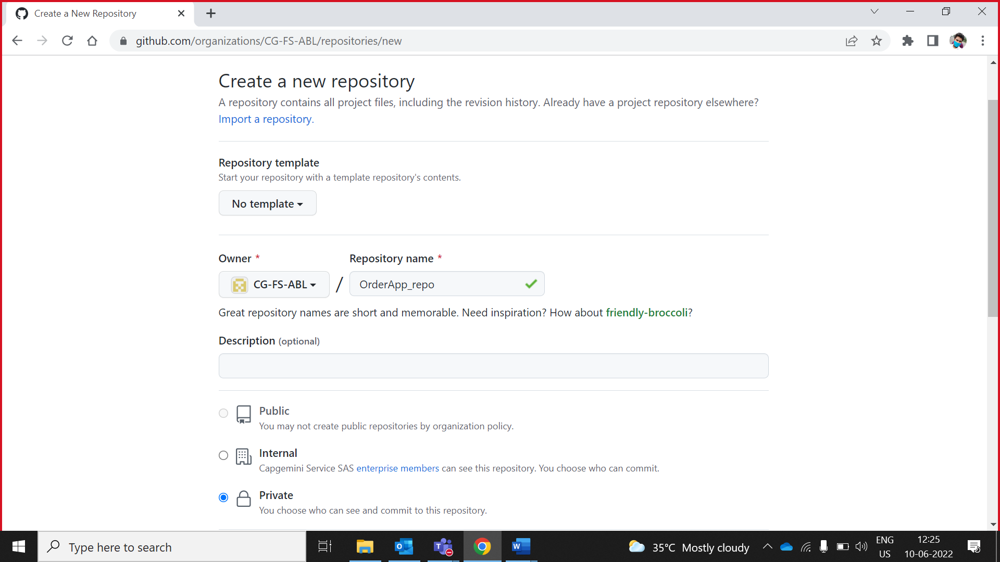 Create a New Repository
github.com/organizations/CG-FS-ABL/repositories/new
Create a new repository
A repository contains all project files, including the revision history. Already have a project repository elsewhere?
Import a repository.
Repository template
Start your repository with a template repository's contents.
No template
Owner *
Repository name *
CG-FS-ABL / OrderApp_repo
Great repository names are short and memorable. Need inspiration? How about friendly-broccoli?
Description (optional)
Public
You may not create public repositories by organization policy.
Internal
Capgemini Service SAS enterprise members can see this repository. You choose who can commit.
Private
You choose who can see and commit to this repository.
Type here to search
35°C Mostly cloudy
ENG
US
12:25
10-06-2022